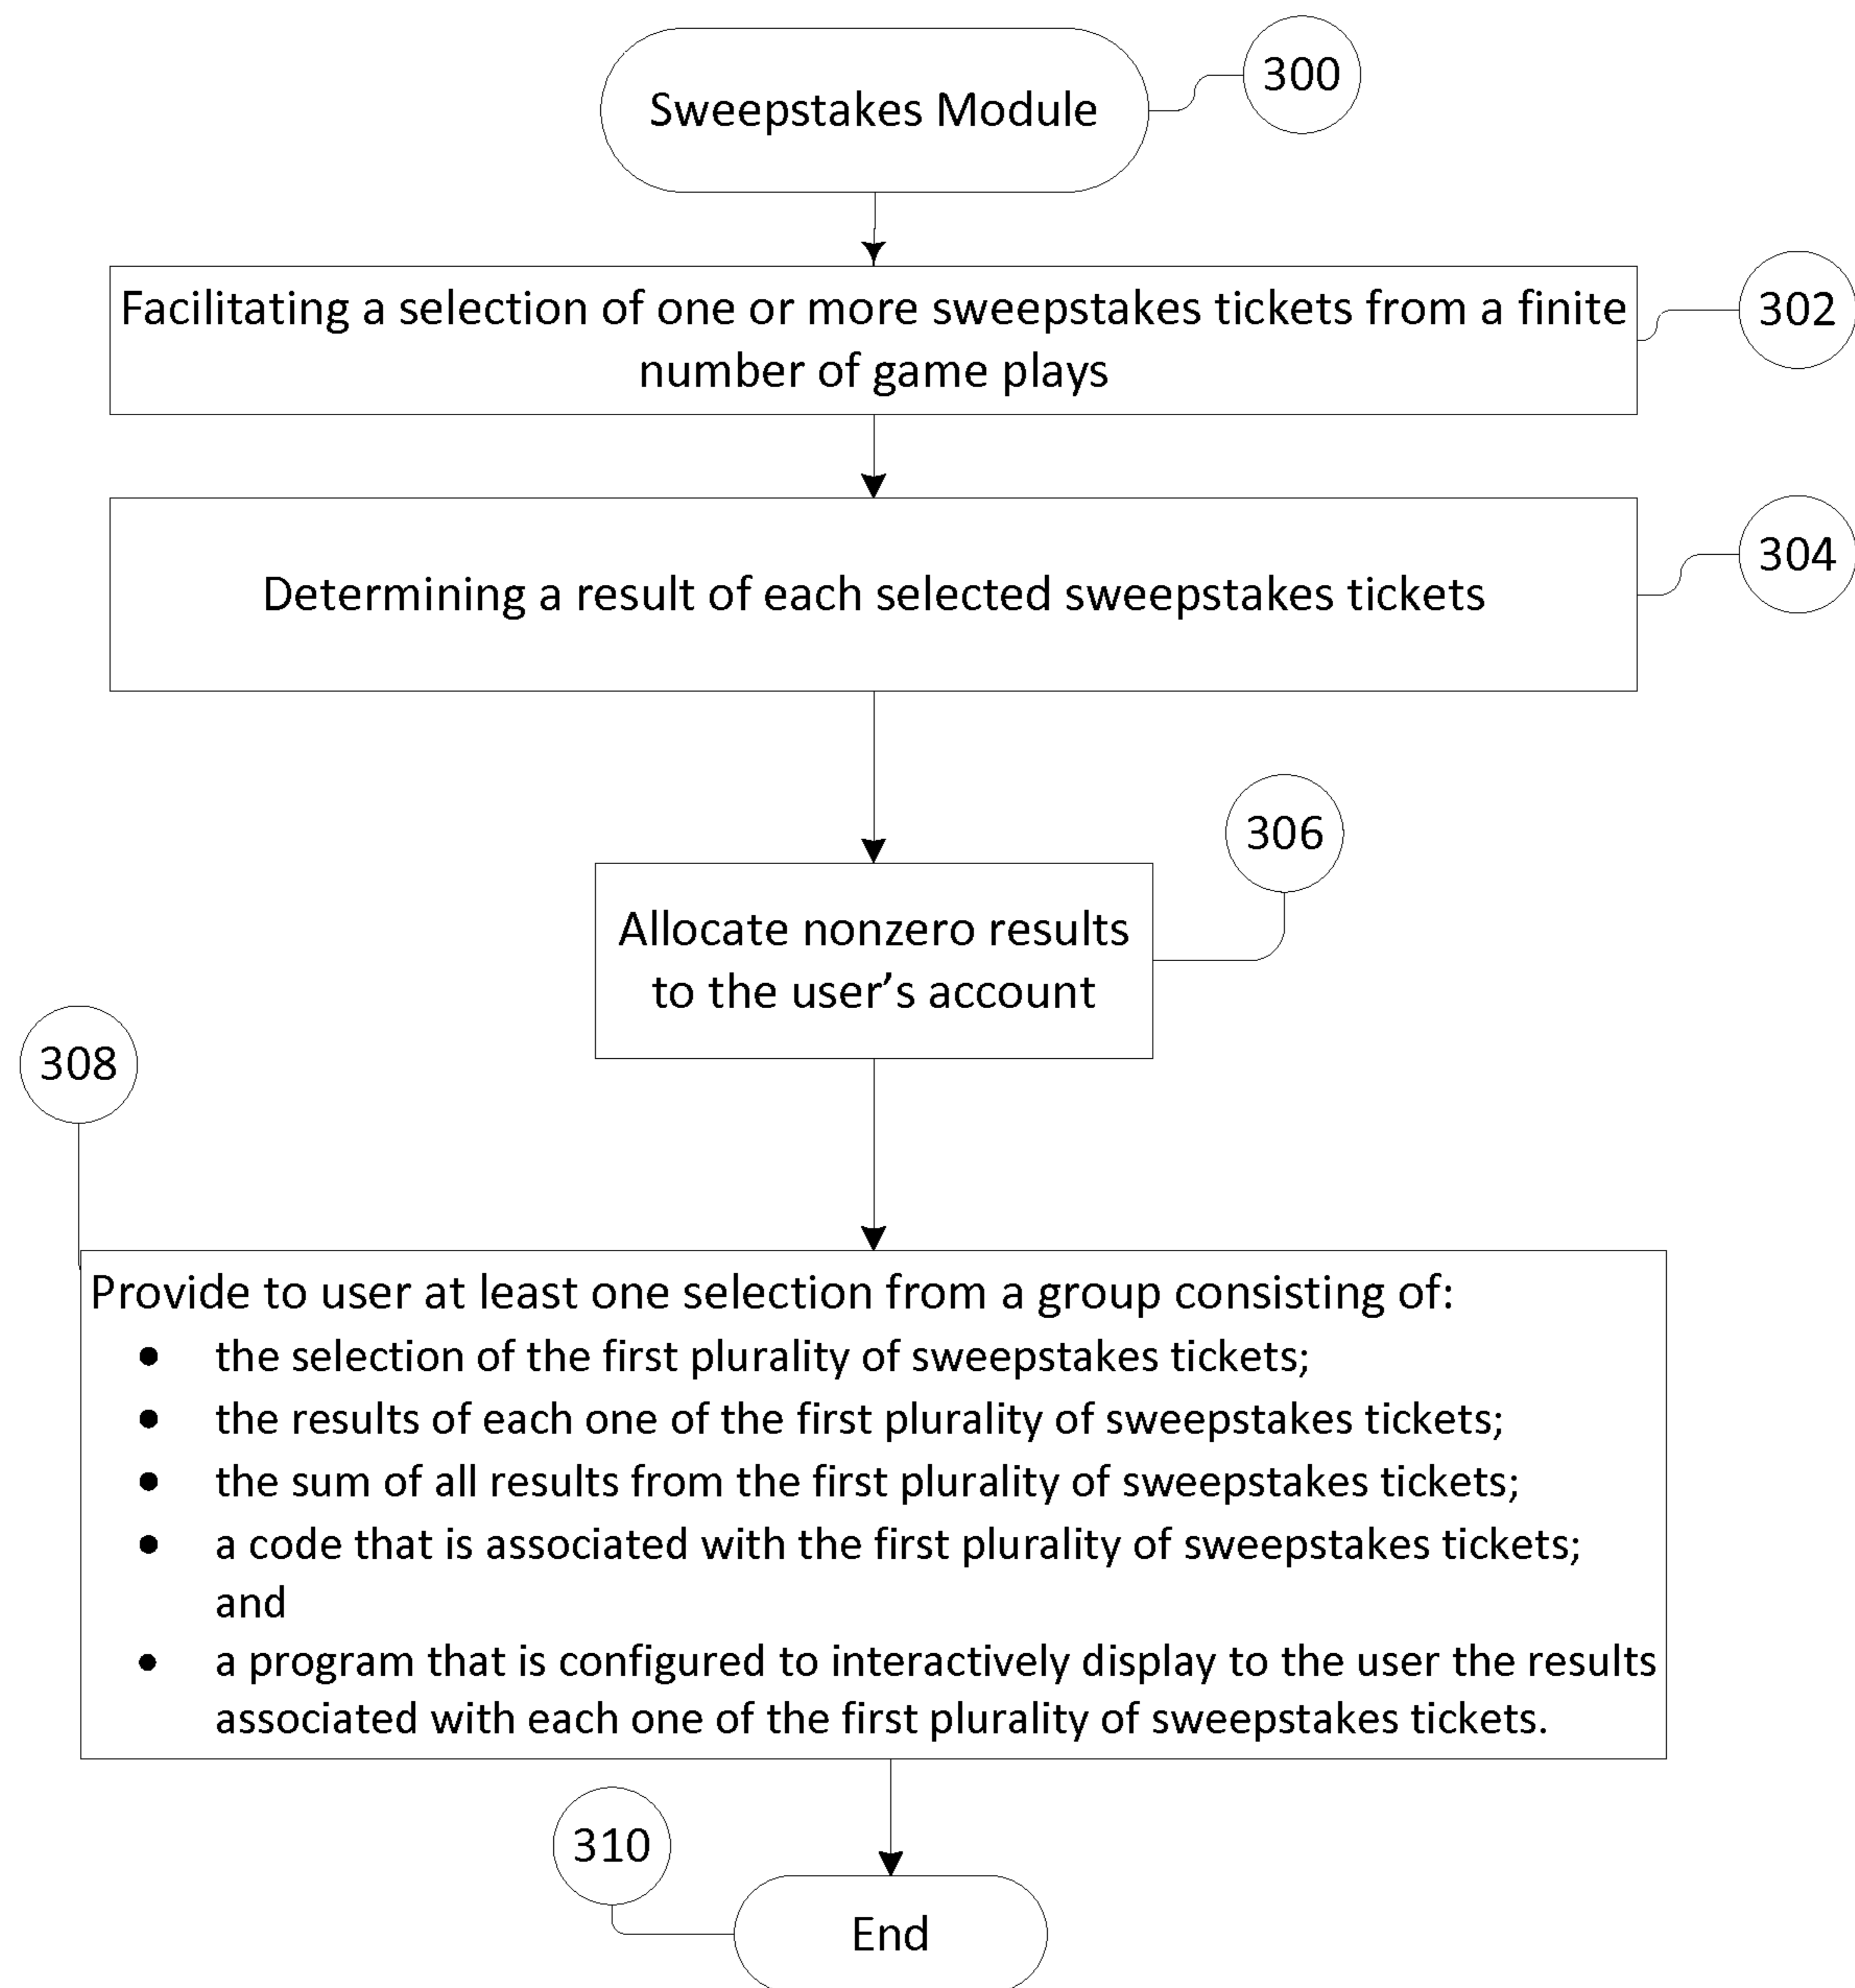 Sweepstakes Module
300
Facilitating a selection of one or more sweepstakes tickets from a finite
number of game plays
302
Determining a result of each selected sweepstakes tickets
304
Allocate nonzero results
to the user's account
306
308
Provide to user at least one selection from a group consisting of:
• the selection of the first plurality of sweepstakes tickets;
• the results of each one of the first plurality of sweepstakes tickets;
• the sum of all results from the first plurality of sweepstakes tickets;
• a code that is associated with the first plurality of sweepstakes tickets;
and
• a program that is configured to interactively display to the user the results
associated with each one of the first plurality of sweepstakes tickets.
310
End